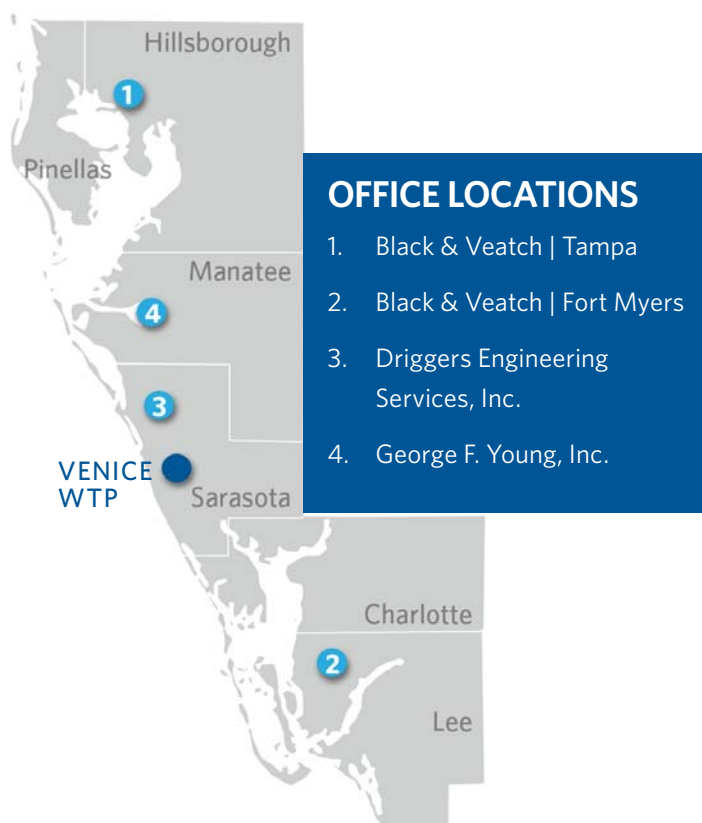 Hillsborough
1
Pinellas
OFFICE LOCATIONS
1. Black & Veatch | Tampa
2. Black & Veatch | Fort Myers
3. Driggers Engineering
Services, Inc.
4. George F. Young, Inc.
Manatee
4
3
VENICE
WTP
Sarasota
Charlotte
2
Lee